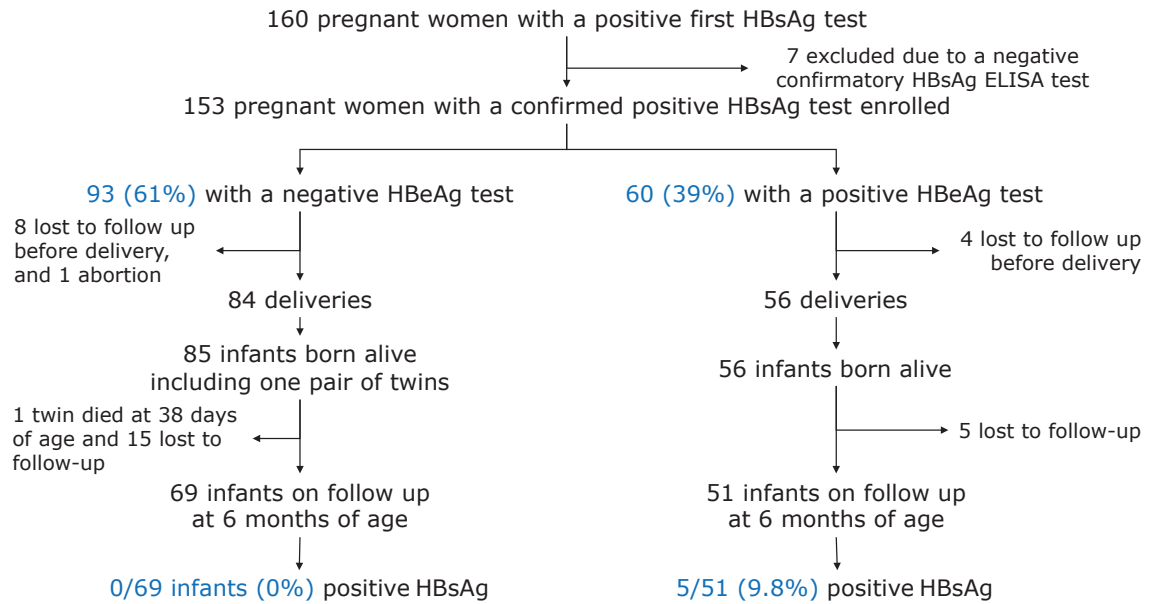 160 pregnant women with a positive first HBsAg test
7 excluded due to a negative
confirmatory HBsAg ELISA test
153 pregnant women with a confirmed positive HBsAg test enrolled
93 (61%) with a negative HBeAg test
60 (39%) with a positive HBeAg test
8 lost to follow up
before delivery,
and 1 abortion
4 lost to follow up
before delivery
84 deliveries
56 deliveries
85 infants born alive
including one pair of twins
56 infants born alive
1 twin died at 38 days
of age and 15 lost to
follow-up
5 lost to follow-up
69 infants on follow up
at 6 months of age
51 infants on follow up
at 6 months of age
0/69 infants (0%) positive HBsAg
5/51 (9.8%) positive HBsAg